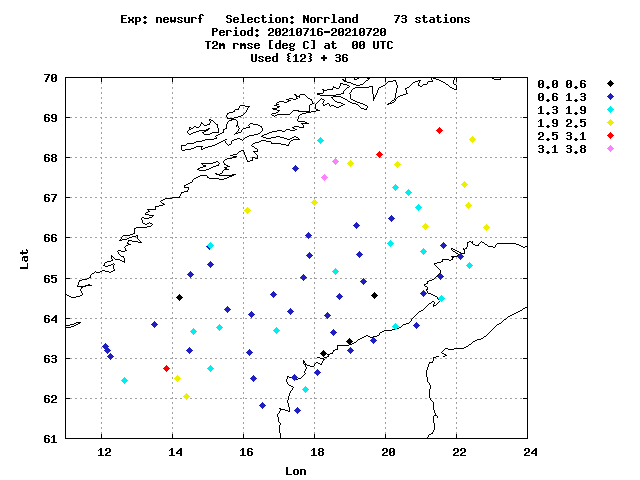 Exp: newsurf Selection: Norrland 73 stations
Period: 20210716-20210720
T2m rmse [deg C] at 00 UTC
Used {12} + 36
0.0 0.6
0.6 1.3
1.3 1.9
1.9 2.5
2.5 3.1
3.1 3.8
70
69
68
67
66
65
64
63
62
61
Lat
12 14 16 18 20 22 24
Lon